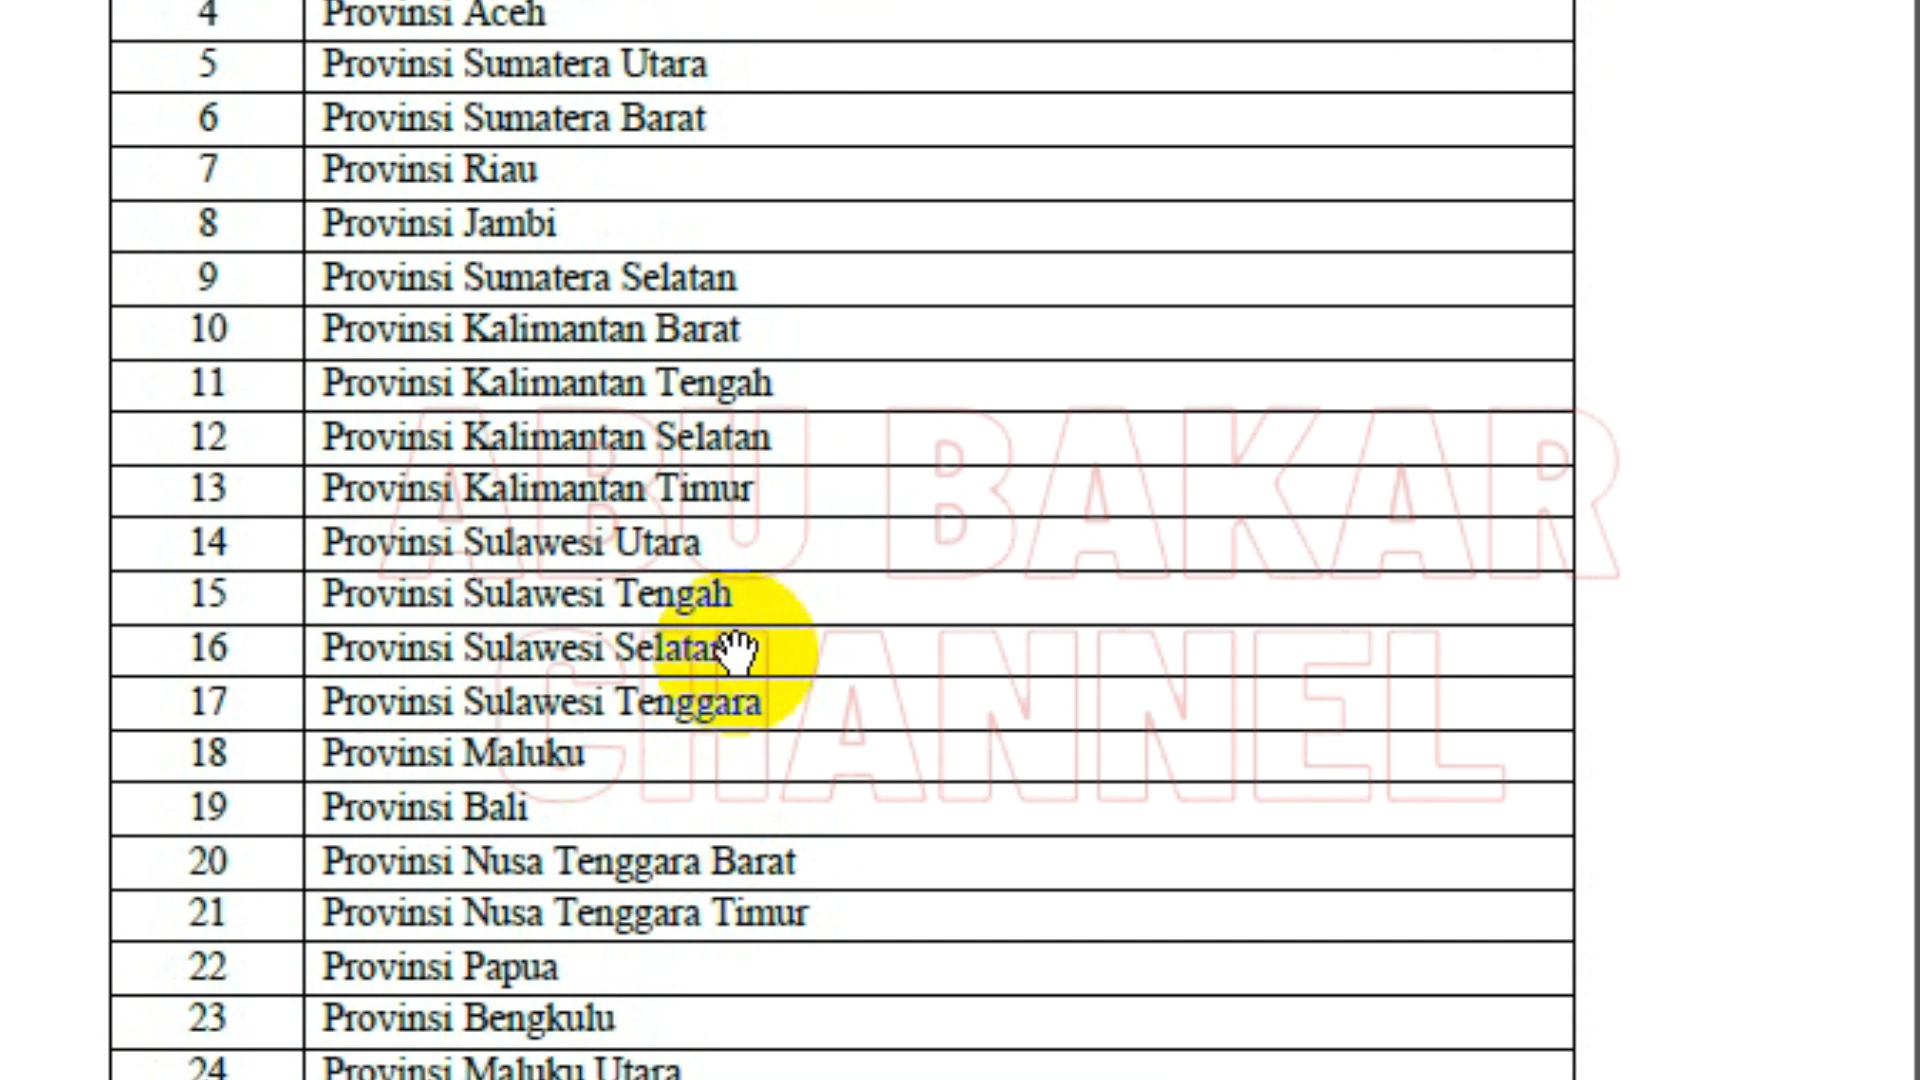 4 Provinsi Aceh
5 Provinsi Sumatera Utara
6 Provinsi Sumatera Barat
7 Provinsi Riau
8 Provinsi Jambi
9 Provinsi Sumatera Selatan
10 Provinsi Kalimantan Barat
11 Provinsi Kalimantan Tengah
12 Provinsi Kalimantan Selatan
13 Provinsi Kalimantan Timur
14 Provinsi Sulawesi Utara
15 Provinsi Sulawesi Tengah
16 Provinsi Sulawesi Selatan
17 Provinsi Sulawesi Tenggara
18 Provinsi Maluku
19 Provinsi Bali
20 Provinsi Nusa Tenggara Barat
21 Provinsi Nusa Tenggara Timur
22 Provinsi Papua
23 Provinsi Bengkulu
24 Provinsi Maluku Utara
ABU BAKAR
CHANNEL